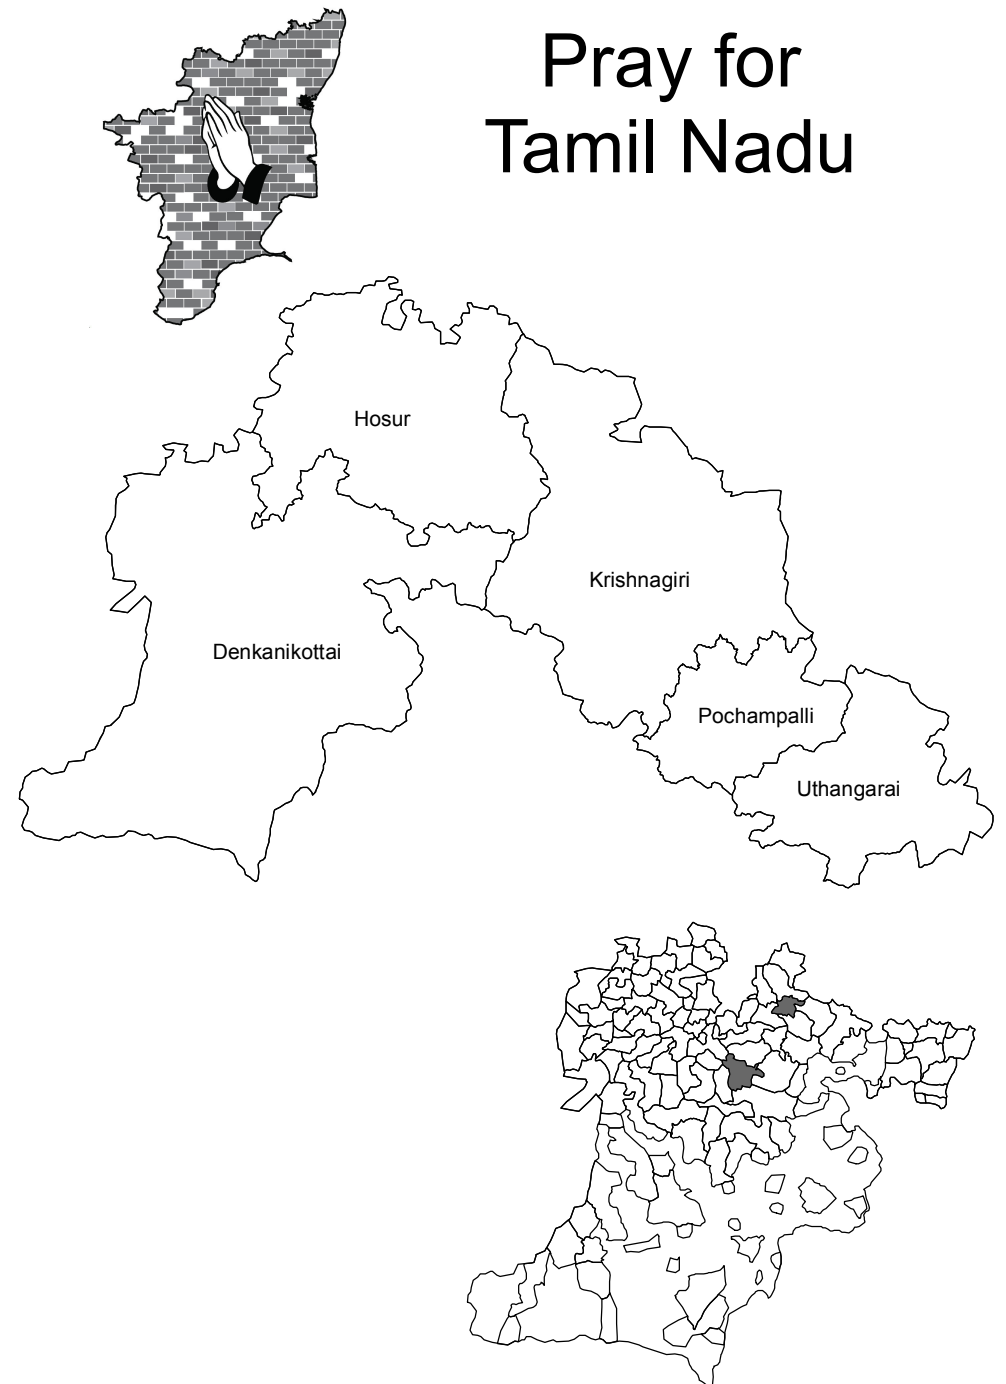 Pray for
Tamil Nadu
Hosur
Krishnagiri
Denkanikottai
Pochampalli
Uthangarai